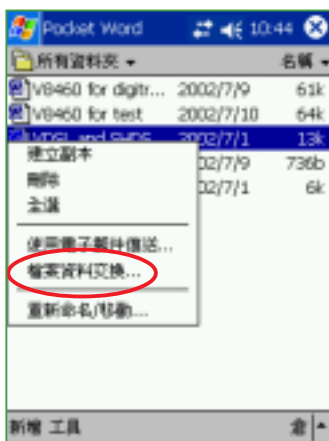 Pocket Word 10:44
所有資料夾 名稱
V8460 for digitr... 2002/7/9 61k
V8460 for test 2002/7/10 64k
VDSL and SHDS 2002/7/1 13k
建立副本 02/7/9 736b
刪除 02/7/1 6k
全選
使用電子郵件傳送...
檔案資料交換...
重新命名/移動...
新增 工具 倉